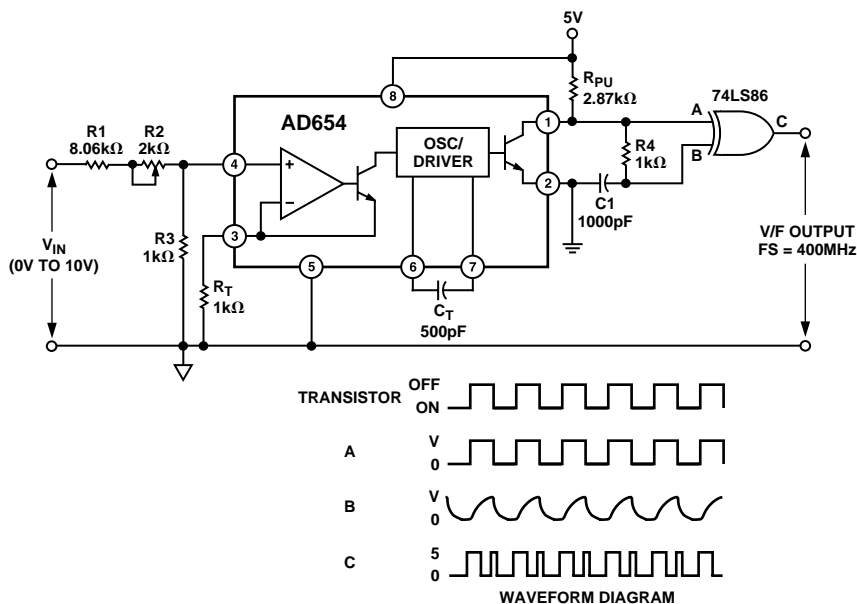 5V
R_PU
2.87kΩ
74LS86
8
AD654
R1
8.06kΩ
R2
2kΩ
4
+
–
OSC/
DRIVER
1
A
C
B
R4
1kΩ
2
C1
1000pF
3
V_IN
(0V TO 10V)
R3
1kΩ
R_T
1kΩ
5
6
7
C_T
500pF
V/F OUTPUT
FS = 400MHz
TRANSISTOR
OFF
ON
A
V
0
B
V
0
C
5
0
WAVEFORM DIAGRAM